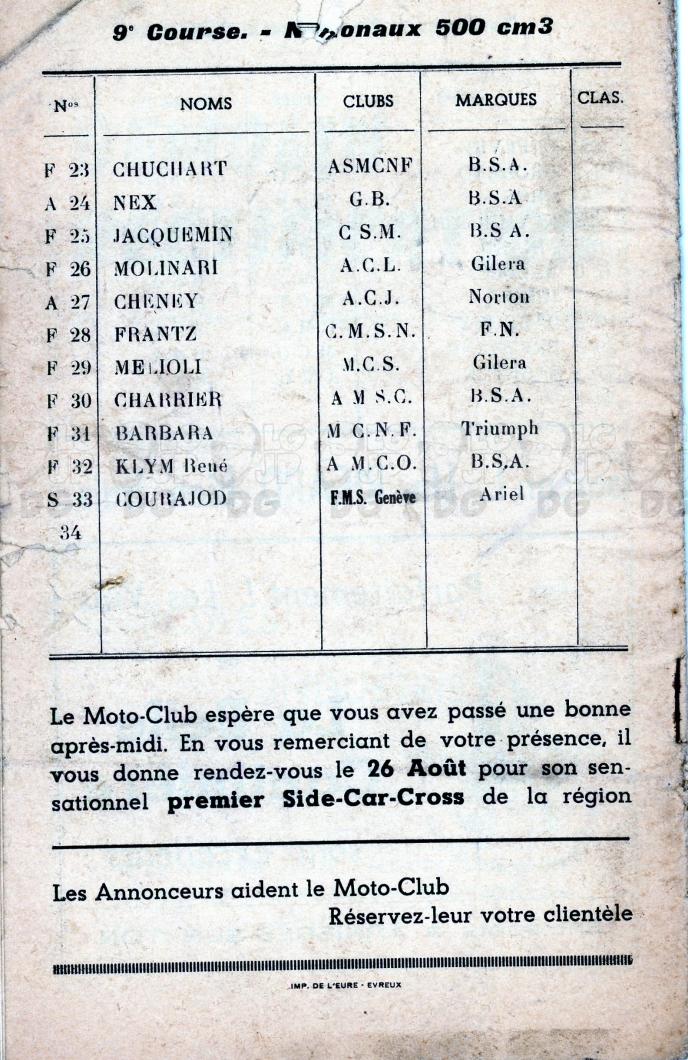 9e Course. - Nationaux 500 cm3
Nos NOMS CLUBS MARQUES CLAS.
F 23 CHUCHART ASMCNF B.S.A.
A 24 NEX G.B. B.S.A
F 25 JACQUEMIN C S.M. B.S A.
F 26 MOLINARI A.C.L. Gilera
A 27 CHENEY A.C.J. Norton
F 28 FRANTZ C.M.S.N. F.N.
F 29 MELIOLI M.C.S. Gilera
F 30 CHARRIER A M S.C. B.S.A.
F 31 BARBARA M C.N.F. Triumph
F 32 KLYM René A M.C.O. B.S.A.
S 33 COURAJOD F.M.S. Genève Ariel
34
Le Moto-Club espère que vous avez passé une bonne
après-midi. En vous remerciant de votre présence, il
vous donne rendez-vous le 26 Août pour son sen-
sationnel premier Side-Car-Cross de la région
Les Annonceurs aident le Moto-Club
Réservez-leur votre clientèle
IMP. DE L'EURE - EVREUX